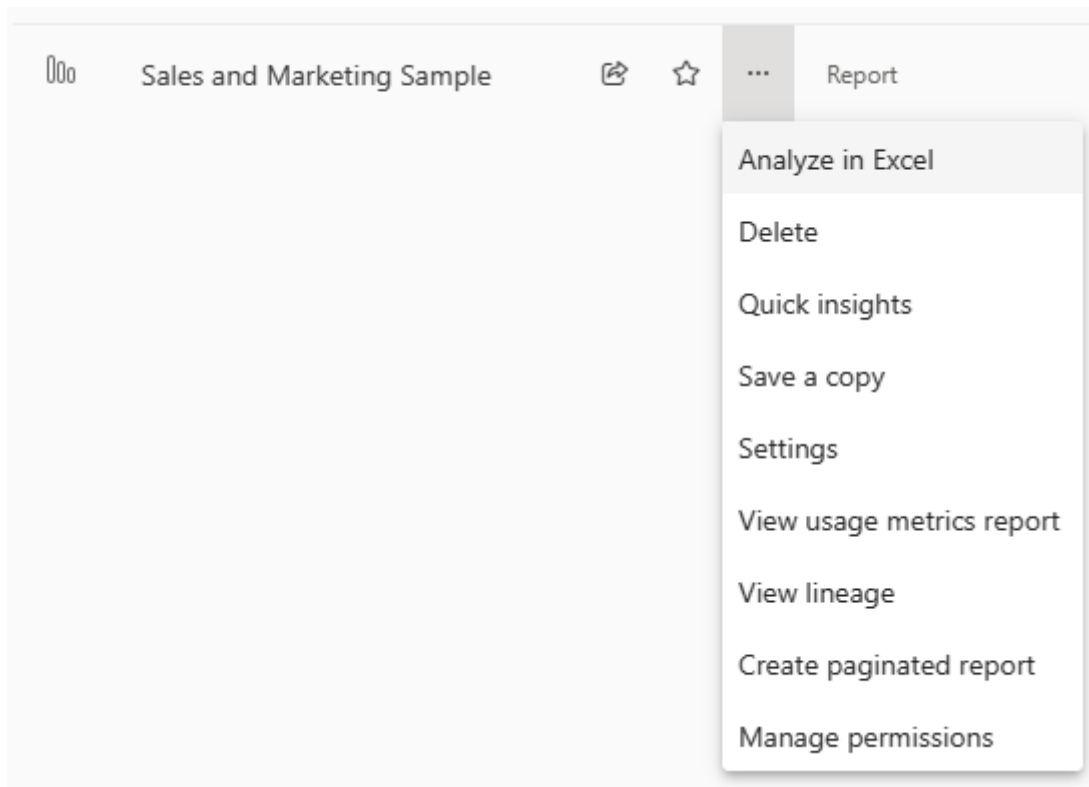 Sales and Marketing Sample ... Report
Analyze in Excel
Delete
Quick insights
Save a copy
Settings
View usage metrics report
View lineage
Create paginated report
Manage permissions